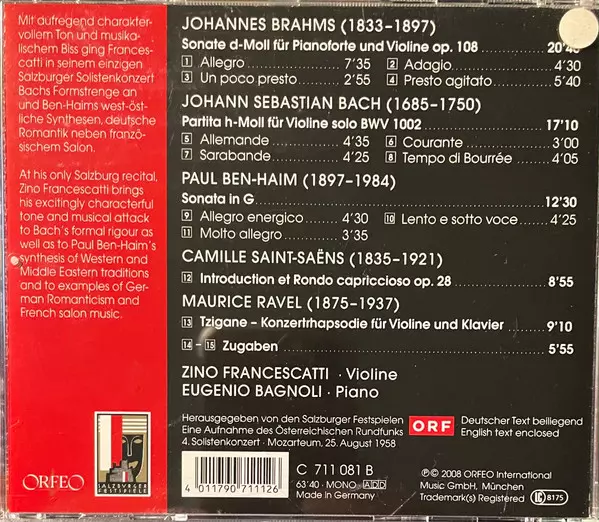 Mit dufregend charakter-
vollem Ton und musika-
lischem Biss ging Frances-
catti in seinem einzigen
Salzburger Solistenkonzert
Bachs Formstrenge an
und Ben-Haims west-öst-
liche Synthesen, deutsche
Romantik neben franzö-
sischem Salon.
At his only Salzburg recital,
Zino Francescatti brings
his excitingly characterful
tone and musical attack
to Bach's formal rigour as
well as to Paul Ben-Haim's
synthesis of Western and
Middle Eastern traditions
and to examples of Ger-
man Romanticism and
French salon music.
ORFEO
SALZBURGER
FESTSPIELE
JOHANNES BRAHMS (1833–1897)
Sonate d-Moll für Pianoforte und Violine op. 108 20'45
1 Allegro 7'35 2 Adagio 4'30
3 Un poco presto 2'55 4 Presto agitato 5'40
JOHANN SEBASTIAN BACH (1685–1750)
Partita h-Moll für Violine solo BWV 1002 17'10
5 Allemande 4'35 6 Courante 3'00
7 Sarabande 4'25 8 Tempo di Bourrée 4'05
PAUL BEN-HAIM (1897–1984)
Sonata in G 12'30
9 Allegro energico 4'30 10 Lento e sotto voce 4'25
11 Molto allegro 3'35
CAMILLE SAINT-SAËNS (1835–1921)
12 Introduction et Rondo capriccioso op. 28 8'55
MAURICE RAVEL (1875–1937)
13 Tzigane – Konzertrhapsodie für Violine und Klavier 9'10
14 – 15 Zugaben 5'55
ZINO FRANCESCATTI · Violine
EUGENIO BAGNOLI · Piano
Herausgegeben von den Salzburger Festspielen
Eine Aufnahme des Österreichischen Rundfunks
4. Solistenkonzert · Mozarteum, 25. August 1958
ORF
Deutscher Text beiliegend
English text enclosed
C 711 081 B
4 011790 711126
63'40 · MONO · ADD
Made in Germany
℗© 2008 ORFEO International
Music GmbH, München
Trademark(s) Registered LC 8175